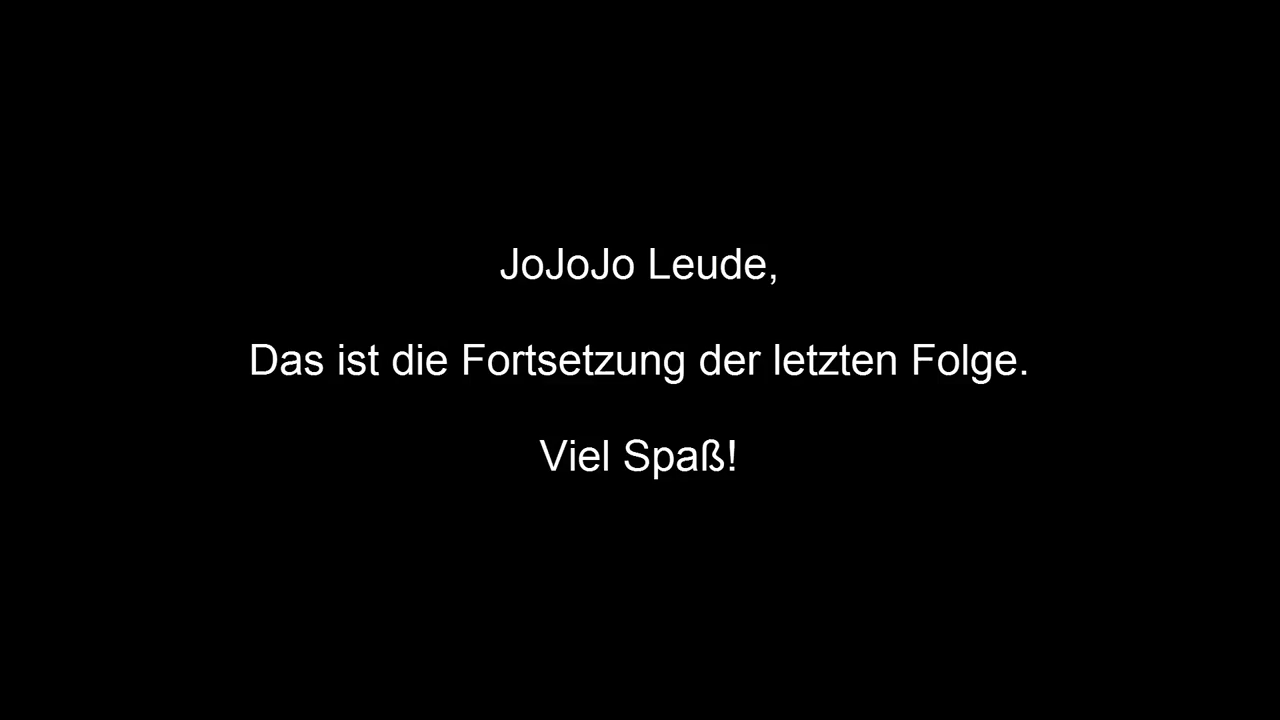 JoJoJo Leude,
Das ist die Fortsetzung der letzten Folge.
Viel Spaß!